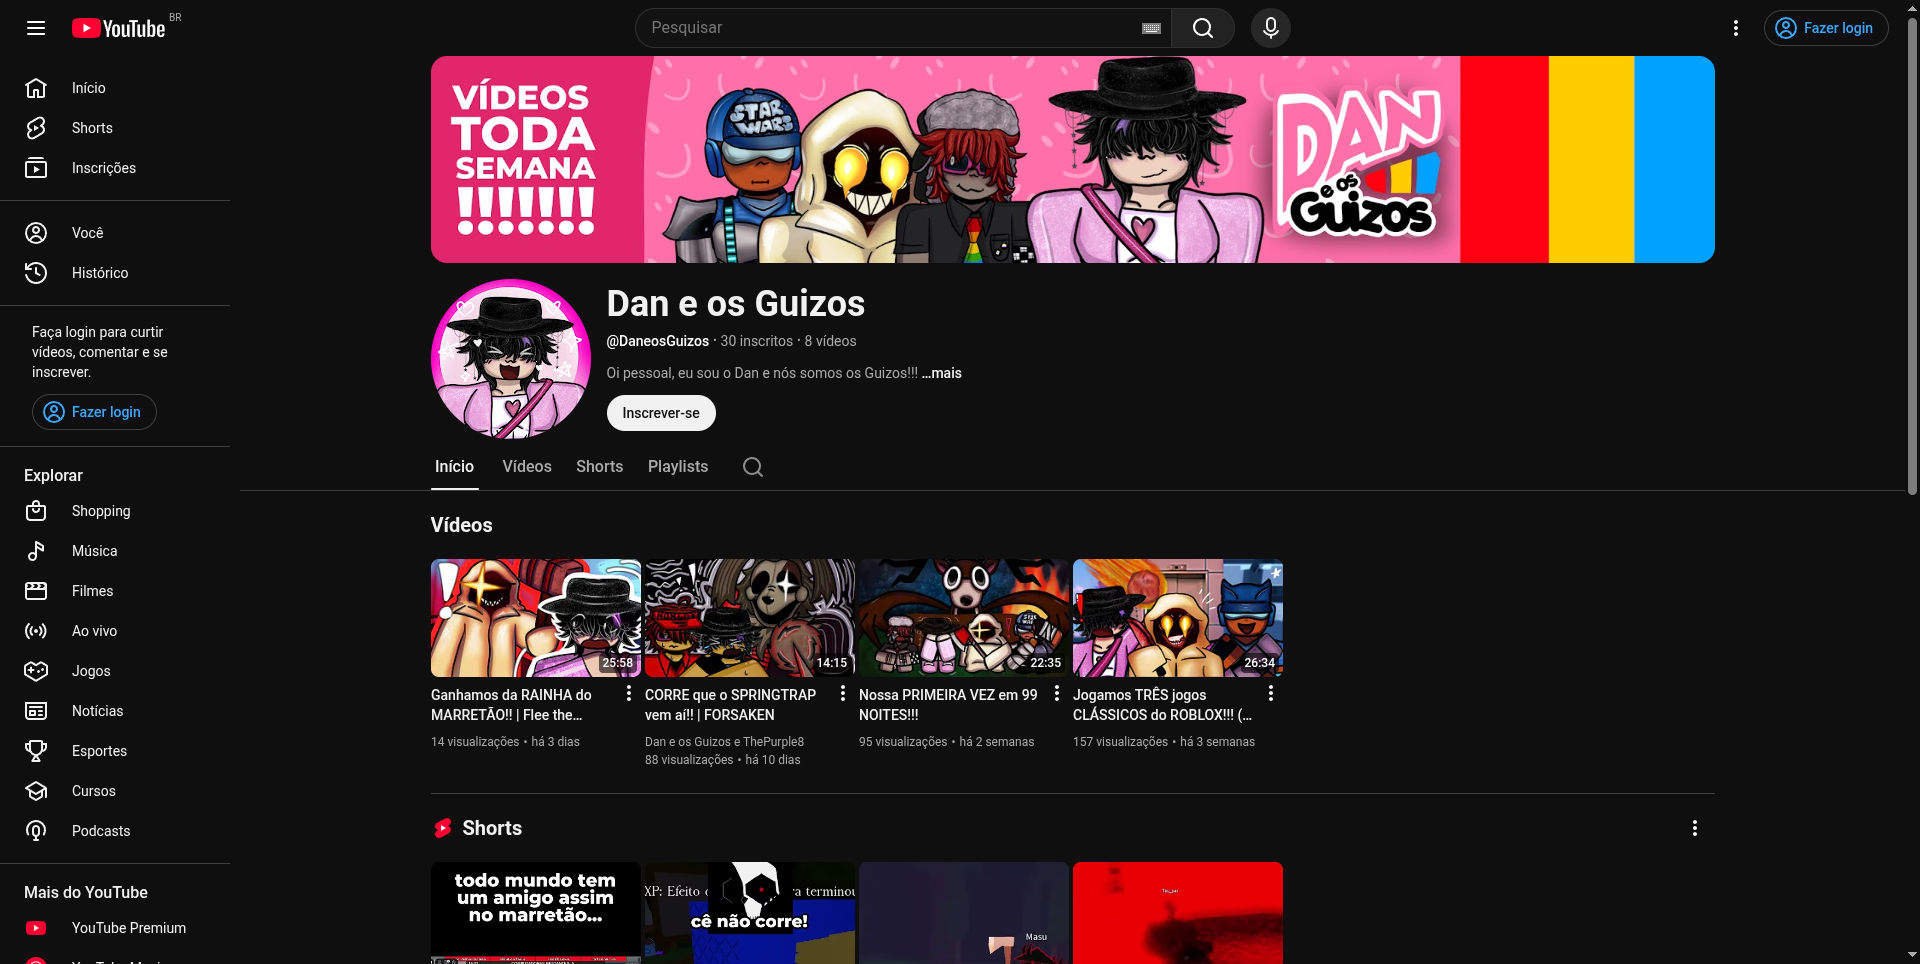 YouTube BR
Pesquisar
Fazer login
Início
Shorts
Inscrições
Você
Histórico
Faça login para curtir
vídeos, comentar e se
inscrever.
Fazer login
Explorar
Shopping
Música
Filmes
Ao vivo
Jogos
Notícias
Esportes
Cursos
Podcasts
Mais do YouTube
YouTube Premium
VÍDEOS
TODA
SEMANA
!!!!!!!
STAR
WARS
DAN
e os
Guizos
Dan e os Guizos
@DaneosGuizos • 30 inscritos • 8 vídeos
Oi pessoal, eu sou o Dan e nós somos os Guizos!!! ...mais
Inscrever-se
Início Vídeos Shorts Playlists
Vídeos
25:58
Ganhamos da RAINHA do
MARRETÃO!! | Flee the...
14 visualizações • há 3 dias
14:15
CORRE que o SPRINGTRAP
vem aí!! | FORSAKEN
Dan e os Guizos e ThePurple8
88 visualizações • há 10 dias
22:35
Nossa PRIMEIRA VEZ em 99
NOITES!!!
95 visualizações • há 2 semanas
26:34
Jogamos TRÊS jogos
CLÁSSICOS do ROBLOX!!! (...
157 visualizações • há 3 semanas
Shorts
todo mundo tem
um amigo assim
no marretão...
XP: Efeito
terminou
cê não corre!
Masu